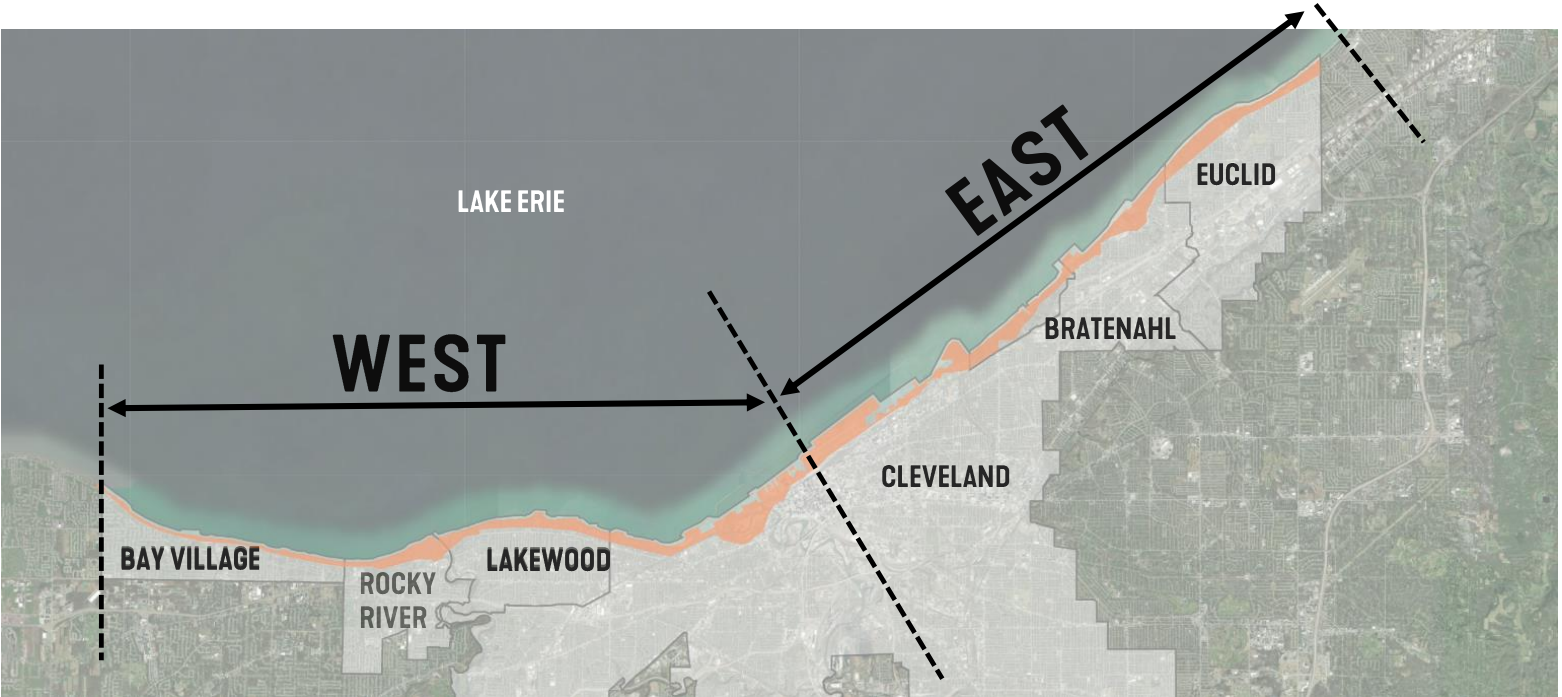 EAST
EUCLID
LAKE ERIE
BRATENAHL
WEST
CLEVELAND
BAY VILLAGE
LAKEWOOD
ROCKY
RIVER